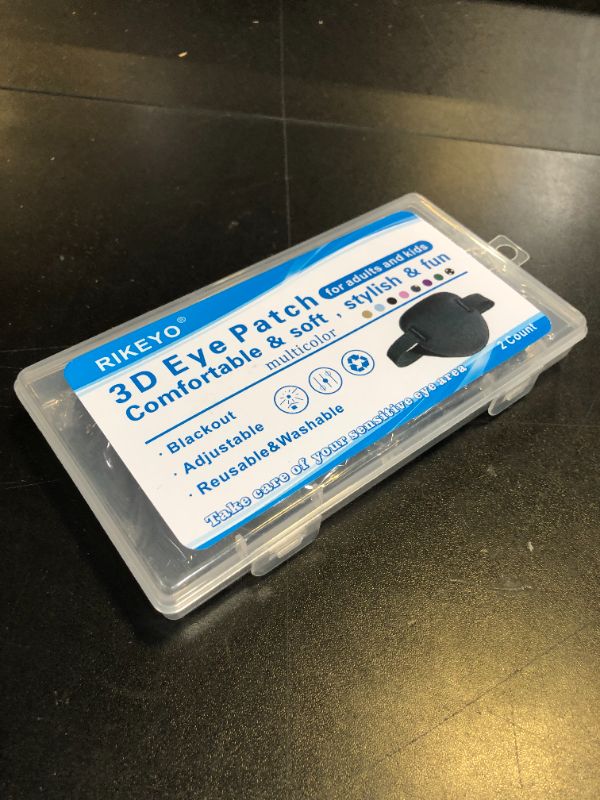 RIKEYO®
3D Eye Patch for adults and kids
Comfortable & soft , stylish & fun
multicolor
· Blackout
· Adjustable
· Reusable&Washable
2 Count
Take care of your sensitive eye area